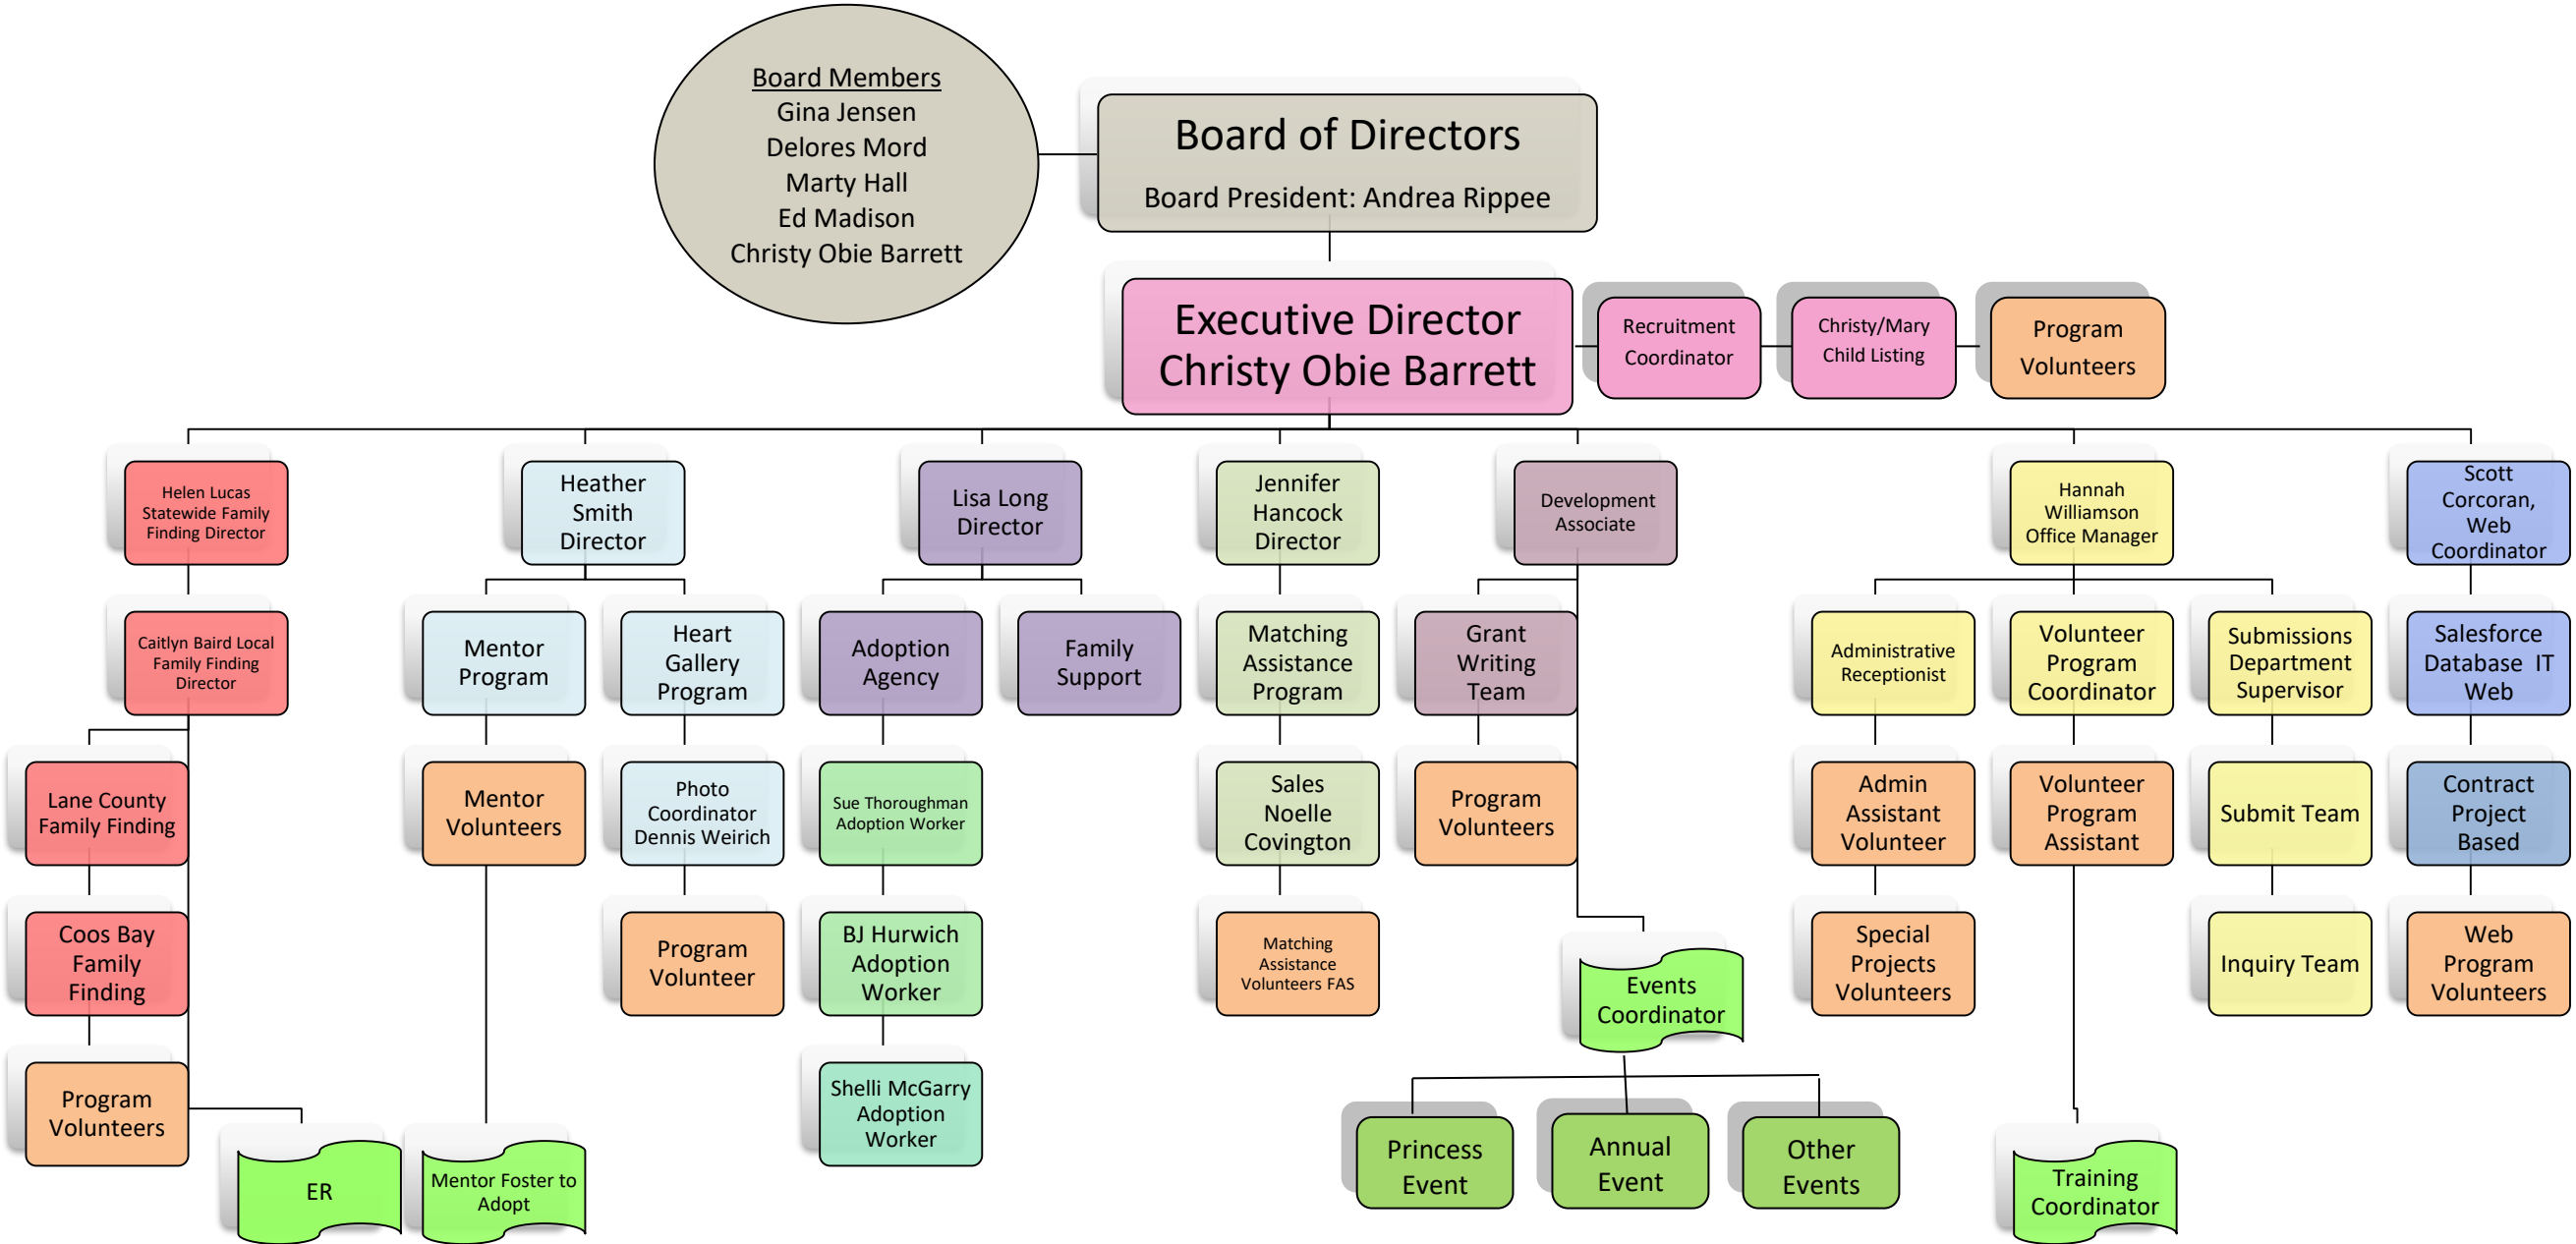 Board Members
Gina Jensen
Delores Mord
Marty Hall
Ed Madison
Christy Obie Barrett
Board of Directors
Board President: Andrea Rippee
Executive Director
Christy Obie Barrett
Recruitment
Coordinator
Christy/Mary
Child Listing
Program
Volunteers
Helen Lucas
Statewide Family
Finding Director
Heather
Smith
Director
Lisa Long
Director
Jennifer
Hancock
Director
Development
Associate
Hannah
Williamson
Office Manager
Scott
Corcoran,
Web
Coordinator
Caitlyn Baird Local
Family Finding
Director
Mentor
Program
Heart
Gallery
Program
Adoption
Agency
Family
Support
Matching
Assistance
Program
Grant
Writing
Team
Administrative
Receptionist
Volunteer
Program
Coordinator
Submissions
Department
Supervisor
Salesforce
Database IT
Web
Lane County
Family Finding
Mentor
Volunteers
Photo
Coordinator
Dennis Weirich
Sue Thoroughman
Adoption Worker
Sales
Noelle
Covington
Program
Volunteers
Admin
Assistant
Volunteer
Volunteer
Program
Assistant
Submit Team
Contract
Project
Based
Coos Bay
Family
Finding
Program
Volunteer
BJ Hurwich
Adoption
Worker
Matching
Assistance
Volunteers FAS
Events
Coordinator
Special
Projects
Volunteers
Inquiry Team
Web
Program
Volunteers
Program
Volunteers
Shelli McGarry
Adoption
Worker
Princess
Event
Annual
Event
Other
Events
ER
Mentor Foster to
Adopt
Training
Coordinator